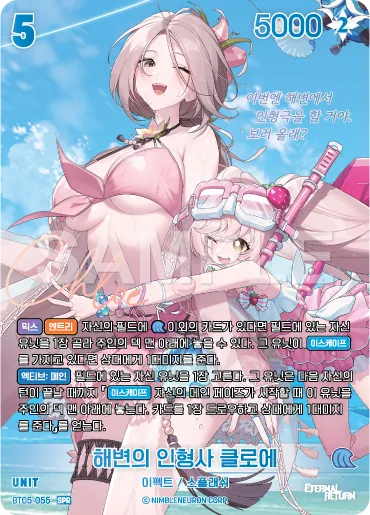 5
5000 2
이번엔 해변에서
인형극을 할 거야.
보러 올래?
SAMPLE
믹스 엔트리 자신의 필드에 이외의 카드가 있다면 필드에 있는 자신
유닛을 1장 골라 주인의 덱 맨 아래에 놓을 수 있다. 그 유닛이 이스케이프
를 가지고 있다면 상대에게 1대미지를 준다.
액티브: 메인 필드에 있는 자신 유닛을 1장 고른다. 그 유닛은 다음 자신의
턴이 끝날 때까지 「이스케이프 자신의 메인 페이즈가 시작할 때 이 유닛을
주인의 덱 맨 아래에 놓는다. 카드를 1장 드로우하고 상대에게 1대미지
를 준다.」를 얻는다.
해변의 인형사 클로에
UNIT
이펙트 / 스플래쉬
BT05-055 SPR
© NIMBLENEURON CORP.
ETERNAL RETURN